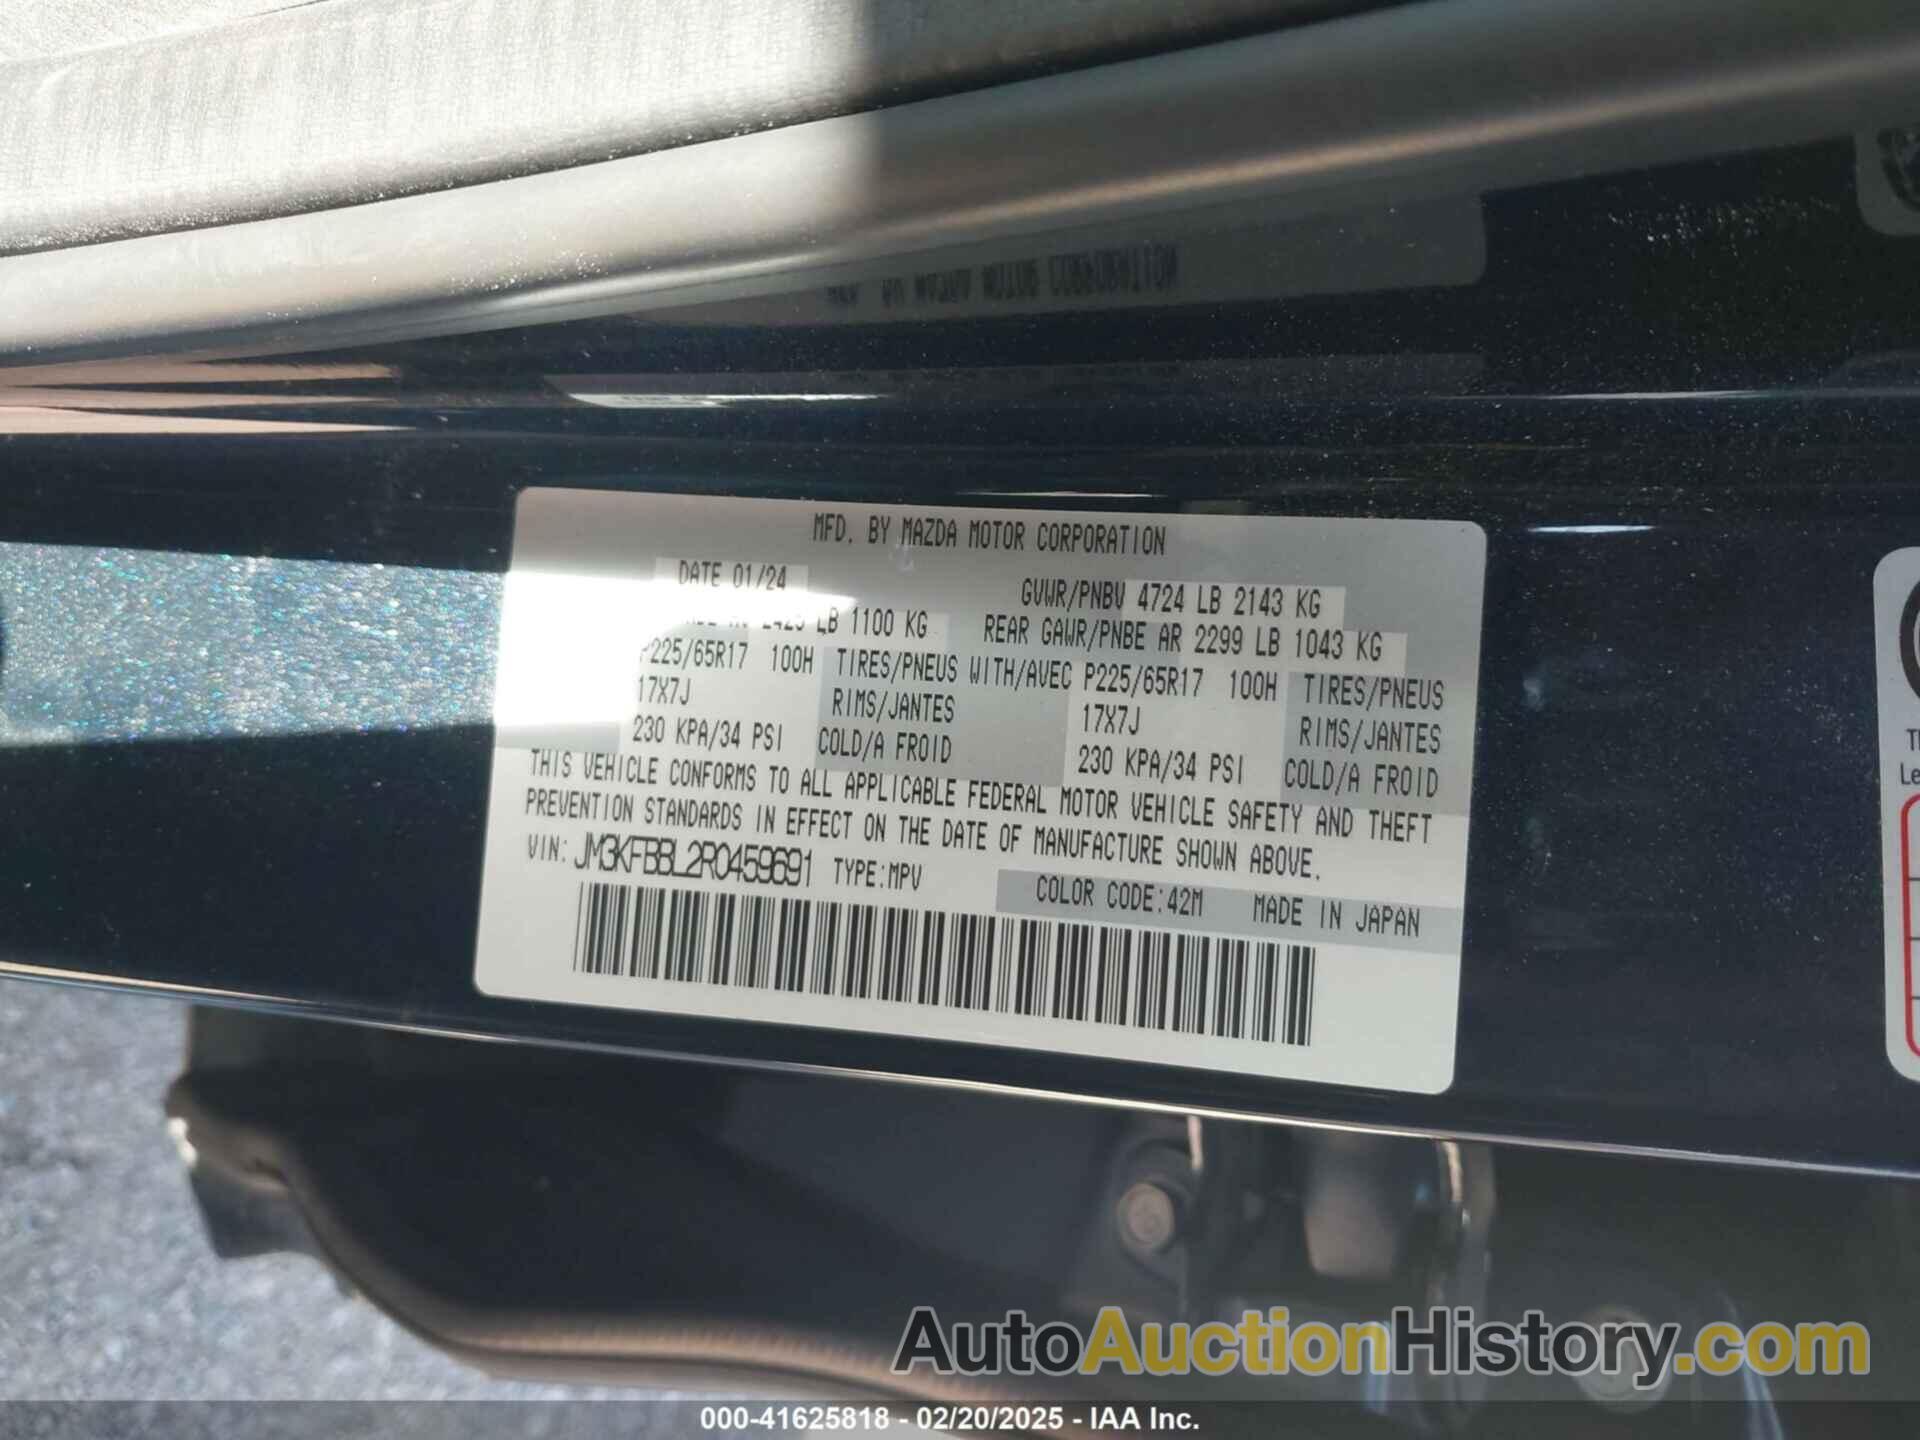 MFD. BY MAZDA MOTOR CORPORATION
DATE 01/24 GVWR/PNBV 4724 LB 2143 KG
LB 1100 KG REAR GAWR/PNBE AR 2299 LB 1043 KG
P225/65R17 100H TIRES/PNEUS WITH/AVEC P225/65R17 100H TIRES/PNEUS
17X7J RIMS/JANTES 17X7J RIMS/JANTES
230 KPA/34 PSI COLD/A FROID 230 KPA/34 PSI COLD/A FROID
THIS VEHICLE CONFORMS TO ALL APPLICABLE FEDERAL MOTOR VEHICLE SAFETY AND THEFT
PREVENTION STANDARDS IN EFFECT ON THE DATE OF MANUFACTURE SHOWN ABOVE.
VIN: JM3KFBBL2R0459691 TYPE:MPV
COLOR CODE:42M MADE IN JAPAN
AutoAuctionHistory.com
000-41625818 - 02/20/2025 - IAA Inc.